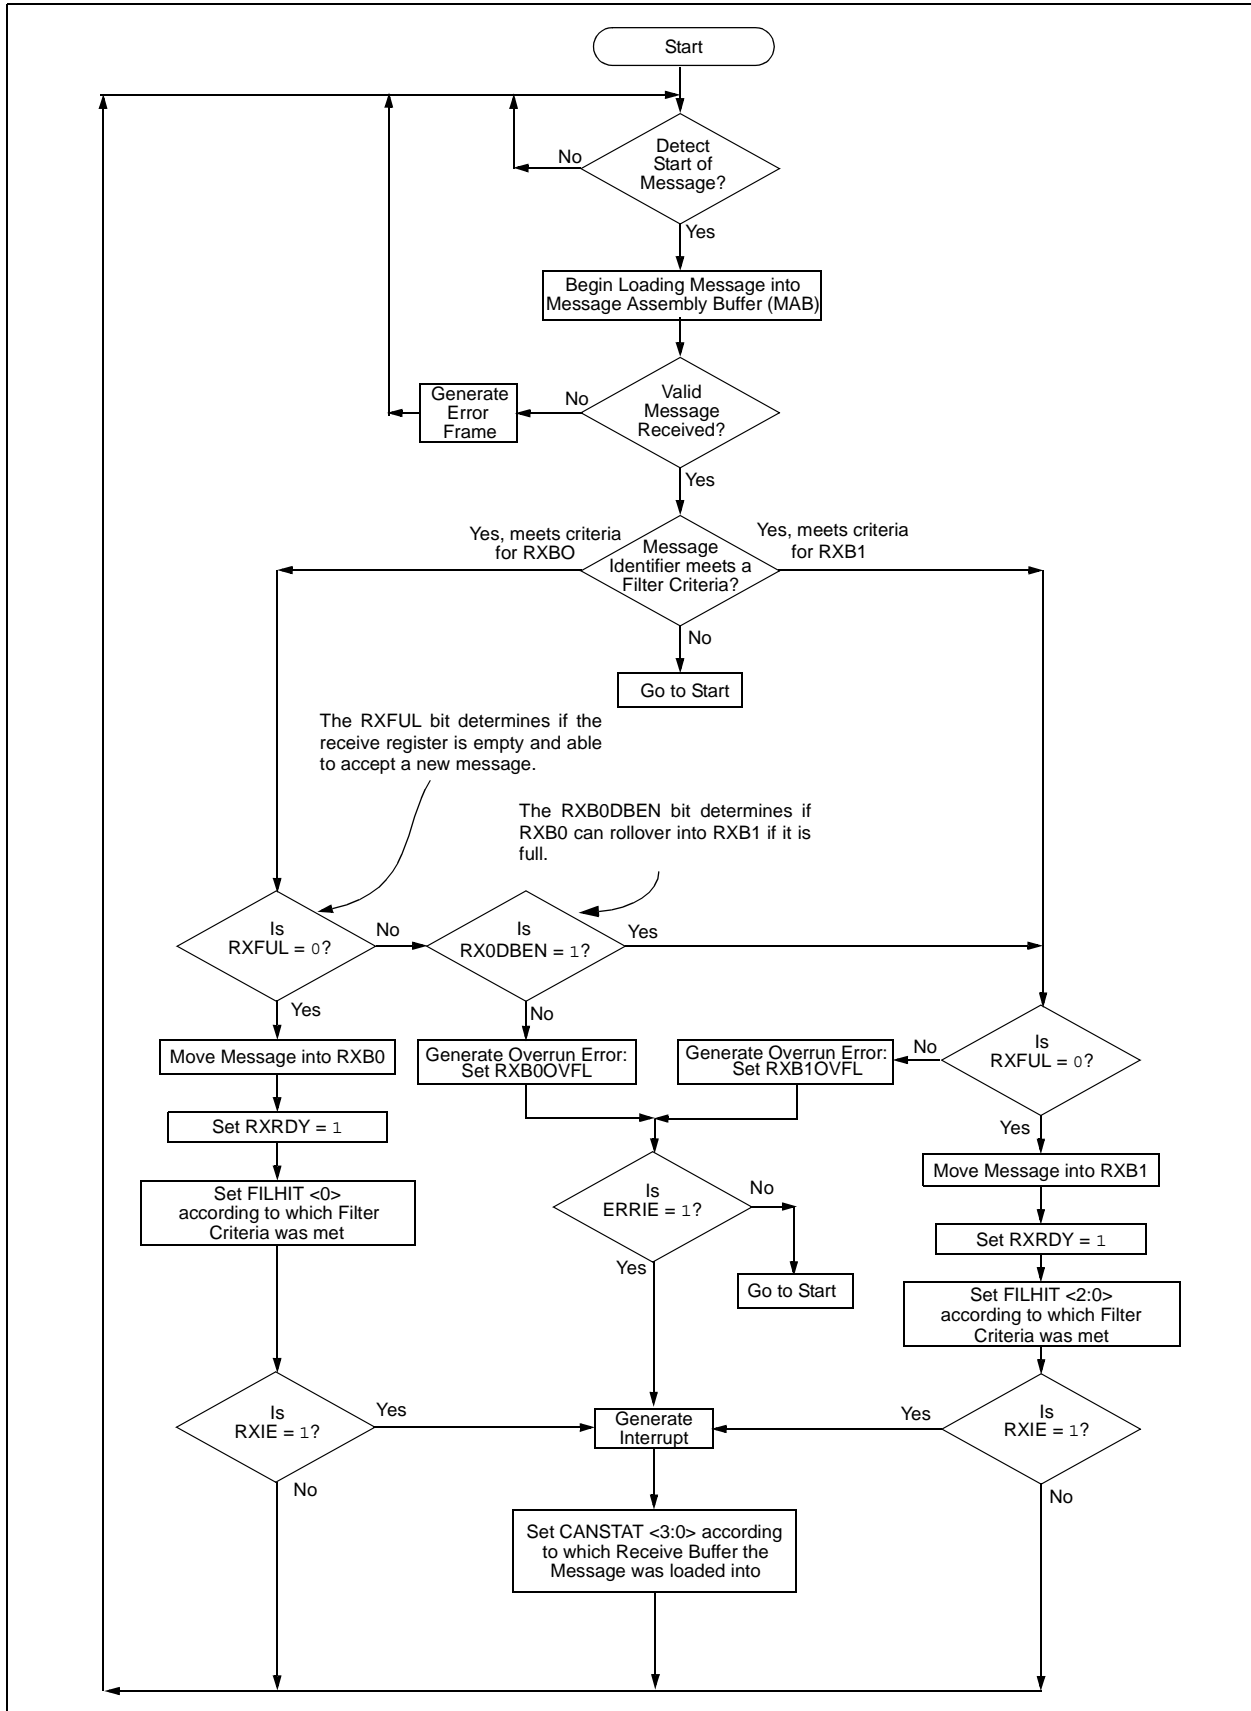 Start
Detect
Start of
Message?
No
Yes
Begin Loading Message into
Message Assembly Buffer (MAB)
Valid
Message
Received?
No
Generate
Error
Frame
Yes
Message
Identifier meets a
Filter Criteria?
Yes, meets criteria
for RXBO
Yes, meets criteria
for RXB1
No
Go to Start
The RXFUL bit determines if the
receive register is empty and able
to accept a new message.
The RXB0DBEN bit determines if
RXB0 can rollover into RXB1 if it is
full.
Is
RXFUL = 0?
No
Is
RX0DBEN = 1?
Yes
Yes
No
Is
RXFUL = 0?
No
Move Message into RXB0
Generate Overrun Error:
Set RXB0OVFL
Generate Overrun Error:
Set RXB1OVFL
Yes
Set RXRDY = 1
Move Message into RXB1
Set FILHIT <0>
according to which Filter
Criteria was met
Is
ERRIE = 1?
No
Yes
Go to Start
Set RXRDY = 1
Set FILHIT <2:0>
according to which Filter
Criteria was met
Is
RXIE = 1?
Yes
Generate
Interrupt
Yes
Is
RXIE = 1?
No
No
Set CANSTAT <3:0> according
to which Receive Buffer the
Message was loaded into